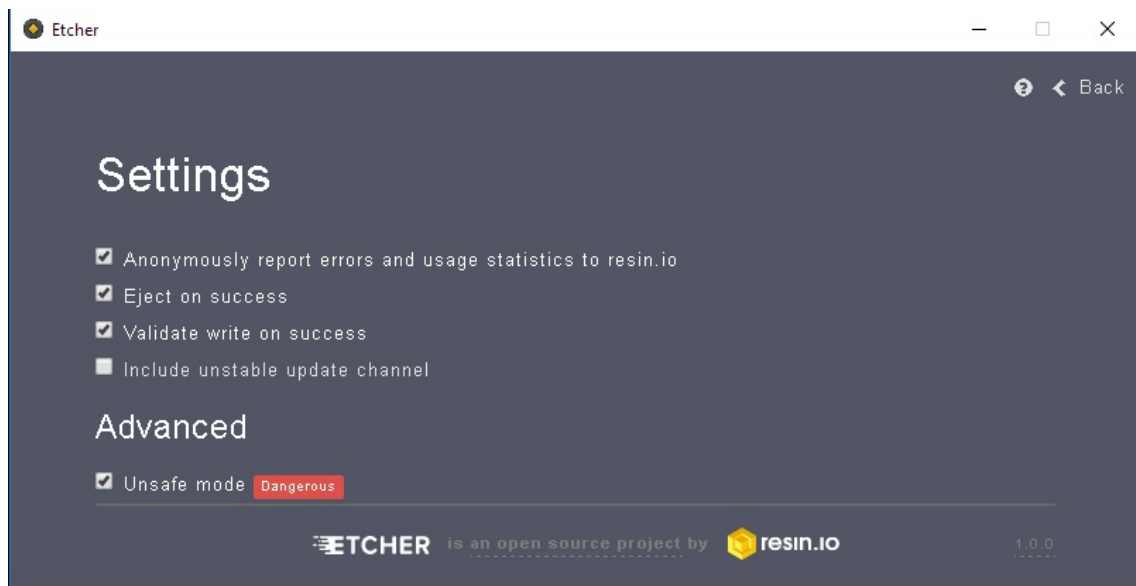 Etcher
Back
Settings
Anonymously report errors and usage statistics to resin.io
Eject on success
Validate write on success
Include unstable update channel
Advanced
Unsafe mode Dangerous
ETCHER is an open source project by resin.io 1.0.0